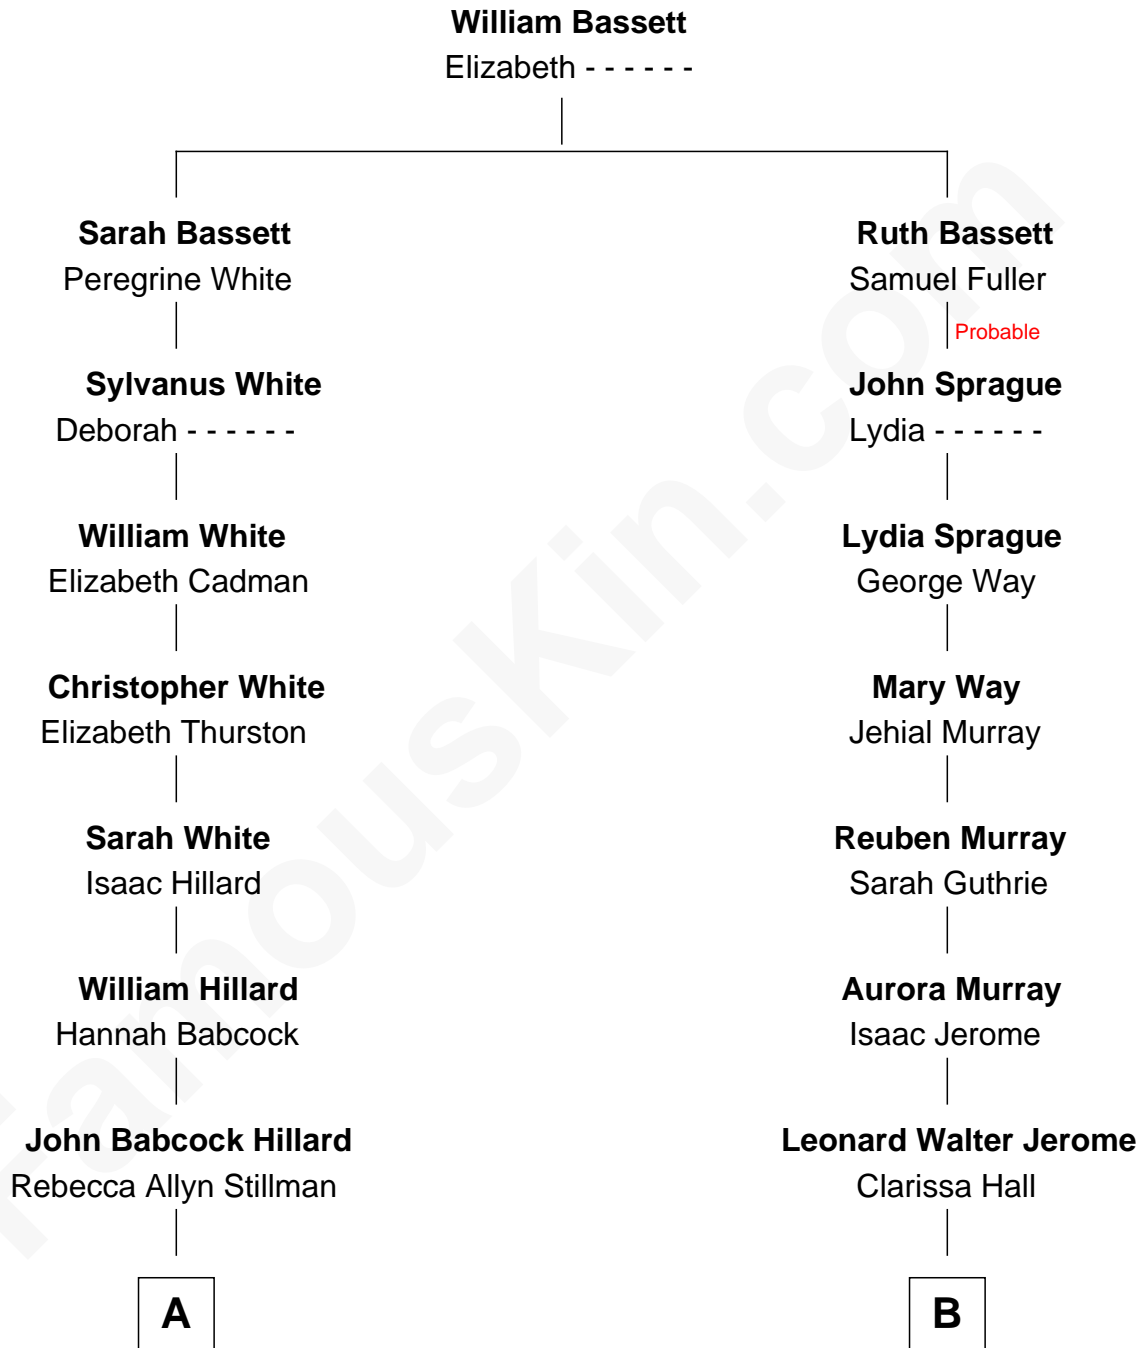 William Bassett
Elizabeth - - - - - -
Sarah Bassett
Peregrine White
Ruth Bassett
Samuel Fuller
Probable
Sylvanus White
Deborah - - - - - -
John Sprague
Lydia - - - - - -
William White
Elizabeth Cadman
Lydia Sprague
George Way
Christopher White
Elizabeth Thurston
Mary Way
Jehial Murray
Sarah White
Isaac Hillard
Reuben Murray
Sarah Guthrie
William Hillard
Hannah Babcock
Aurora Murray
Isaac Jerome
John Babcock Hillard
Rebecca Allyn Stillman
Leonard Walter Jerome
Clarissa Hall
A
B
FamousKin.com